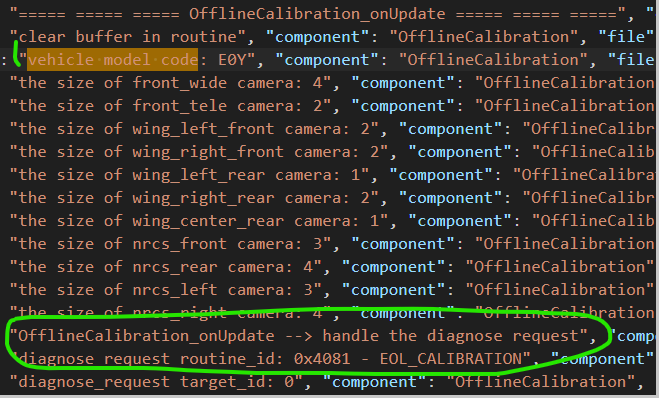 "===== ===== ===== OfflineCalibration_onUpdate ===== ===== =====", "
"clear buffer in routine", "component": "OfflineCalibration", "file"
: "vehicle model code: E0Y", "component": "OfflineCalibration", "file
"the size of front_wide camera: 4", "component": "OfflineCalibration
"the size of front_tele camera: 2", "component": "OfflineCalibration
"the size of wing_left_front camera: 2", "component": "OfflineCalibr
"the size of wing_right_front camera: 2", "component": "OfflineCalib
"the size of wing_left_rear camera: 1", "component": "OfflineCalibra
"the size of wing_right_rear camera: 2", "component": "OfflineCalibr
"the size of wing_center_rear camera: 1", "component": "OfflineCalib
"the size of nrcs_front camera: 3", "component": "OfflineCalibration
"the size of nrcs_rear camera: 4", "component": "OfflineCalibration"
"the size of nrcs_left camera: 3", "component": "OfflineCalibration"
"the size of nrcs_right camera: 4", "component": "OfflineCalibration
"OfflineCalibration_onUpdate --> handle the diagnose request", "compo
"diagnose request routine_id: 0x4081 - EOL_CALIBRATION", "component"
"diagnose_request target_id: 0", "component": "OfflineCalibration",